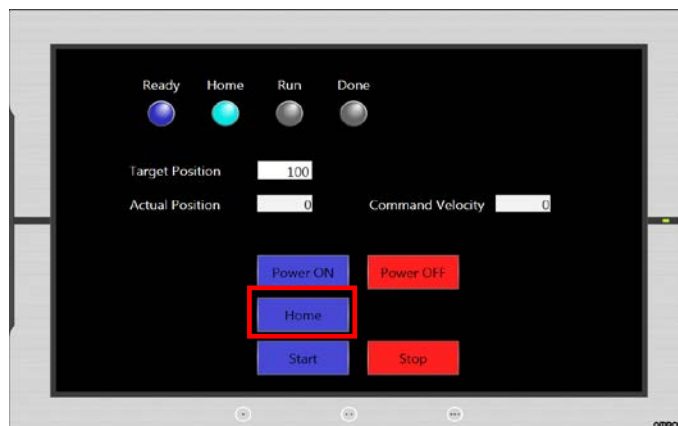 Ready Home Run Done
Target Position 100
Actual Position 0 Command Velocity 0
Power ON Power OFF
Home
Start Stop